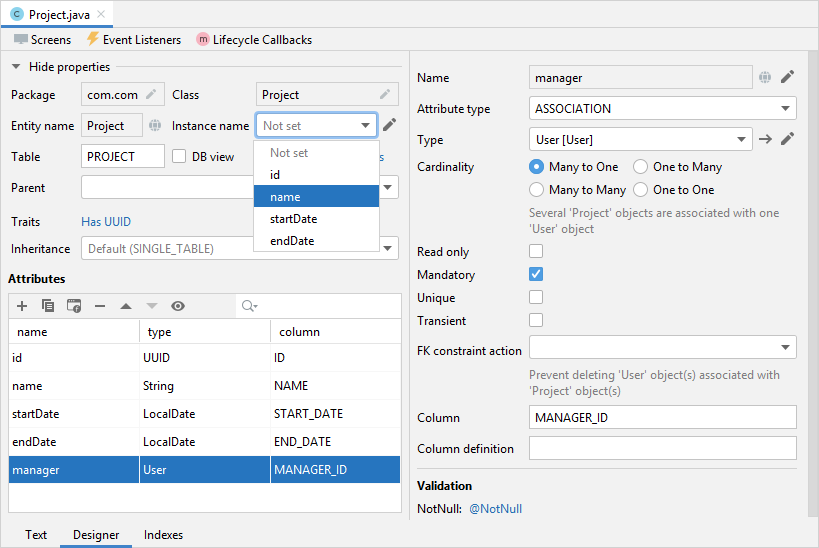 Project.java
Screens Event Listeners Lifecycle Callbacks
Hide properties
Package com.com Class Project
Entity name Project Instance name Not set
Table PROJECT DB view s
Not set
id
name
startDate
endDate
Parent
Traits Has UUID
Inheritance Default (SINGLE_TABLE)
Attributes
name type column
id UUID ID
name String NAME
startDate LocalDate START_DATE
endDate LocalDate END_DATE
manager User MANAGER_ID
Name manager
Attribute type ASSOCIATION
Type User [User]
Cardinality Many to One One to Many
Many to Many One to One
Several 'Project' objects are associated with one
'User' object
Read only
Mandatory
Unique
Transient
FK constraint action
Prevent deleting 'User' object(s) associated with
'Project' object(s)
Column MANAGER_ID
Column definition
Validation
NotNull: @NotNull
Text Designer Indexes